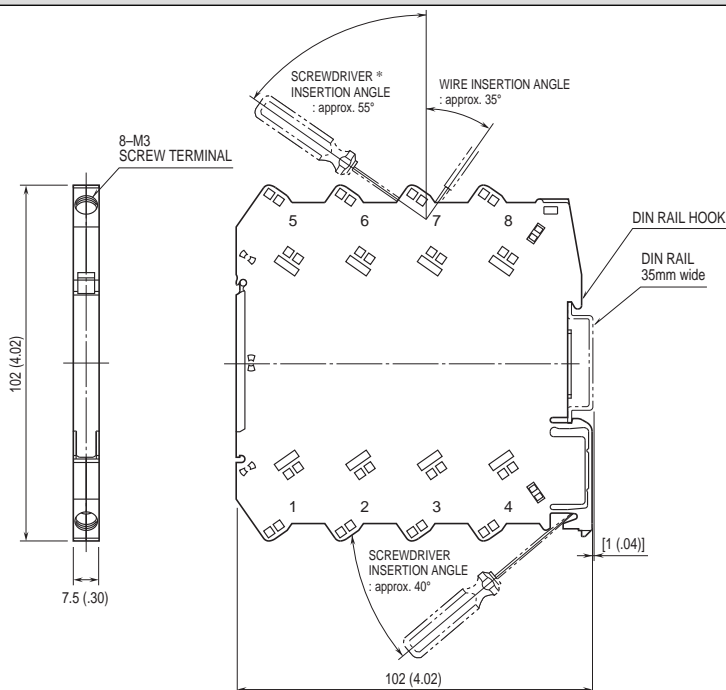 SCREWDRIVER *
INSERTION ANGLE
: approx. 55°
WIRE INSERTION ANGLE
: approx. 35°
8–M3
SCREW TERMINAL
5
6
7
8
DIN RAIL HOOK
DIN RAIL
35mm wide
102 (4.02)
1
2
3
4
SCREWDRIVER
INSERTION ANGLE
: approx. 40°
[1 (.04)]
7.5 (.30)
102 (4.02)